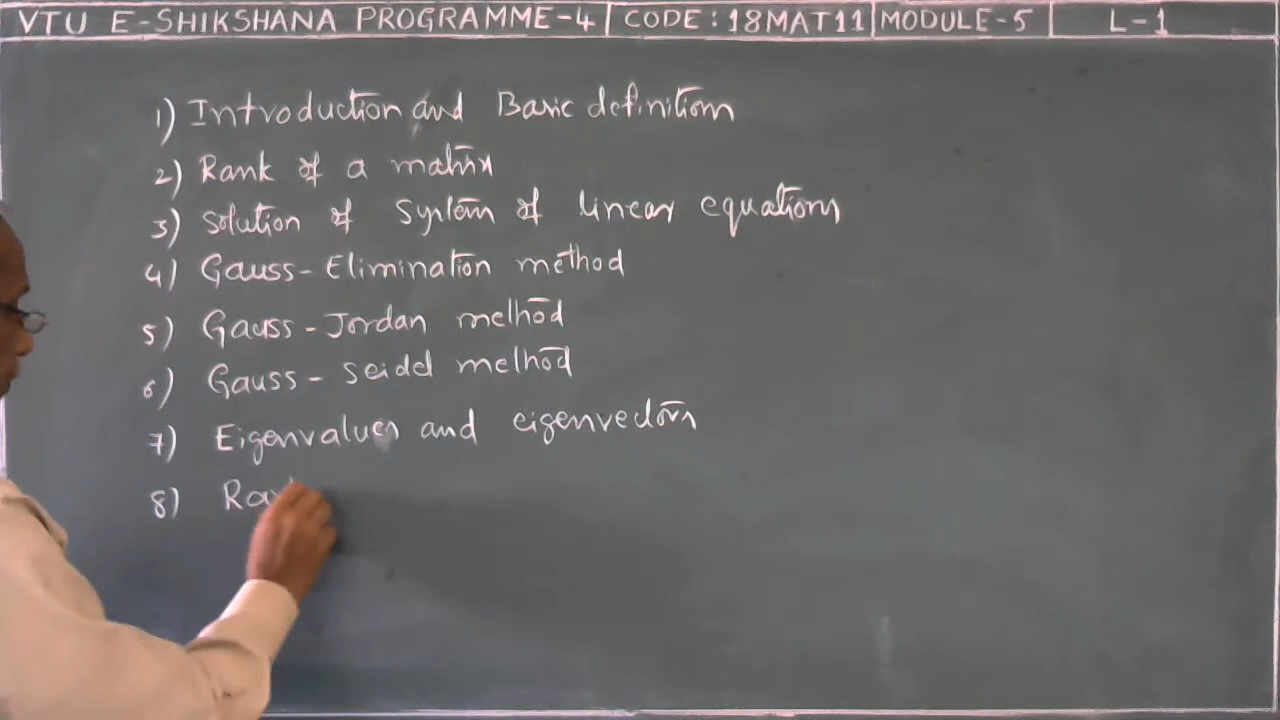 VTU E-SHIKSHANA PROGRAMME-4 CODE: 18MAT11 MODULE-5 L-1
1) Introduction and Basic definitions
2) Rank of a matrix
3) Solution of System of linear equations
4) Gauss-Elimination method
5) Gauss-Jordan method
6) Gauss-Seidel method
7) Eigenvalues and eigenvectors
8) Ra